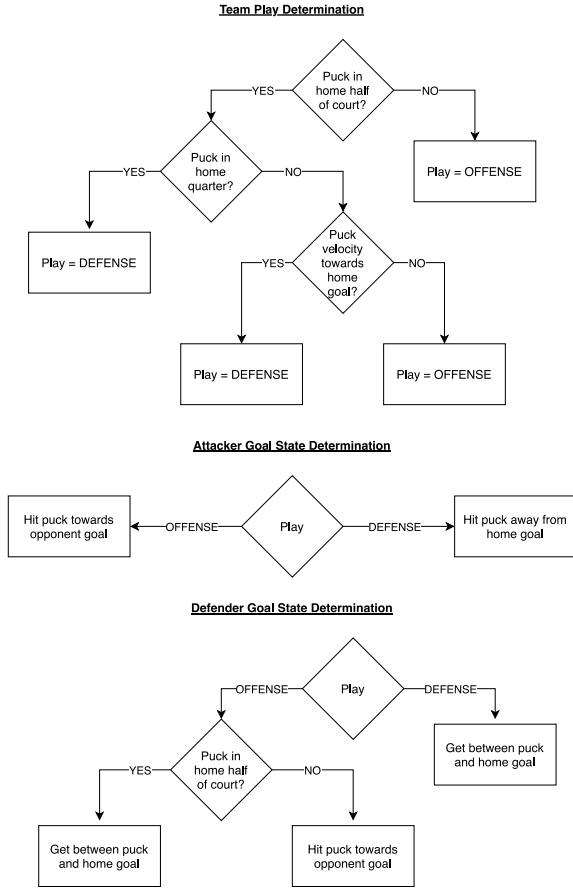 Team Play Determination
Puck in
home half
of court?
YES
NO
Puck in
home
quarter?
Play = OFFENSE
YES
NO
Play = DEFENSE
Puck
velocity
towards
home
goal?
YES
NO
Play = DEFENSE
Play = OFFENSE
Attacker Goal State Determination
Hit puck towards
opponent goal
OFFENSE
Play
DEFENSE
Hit puck away from
home goal
Defender Goal State Determination
OFFENSE
Play
DEFENSE
Puck in
home half
of court?
Get between puck
and home goal
YES
NO
Get between puck
and home goal
Hit puck towards
opponent goal